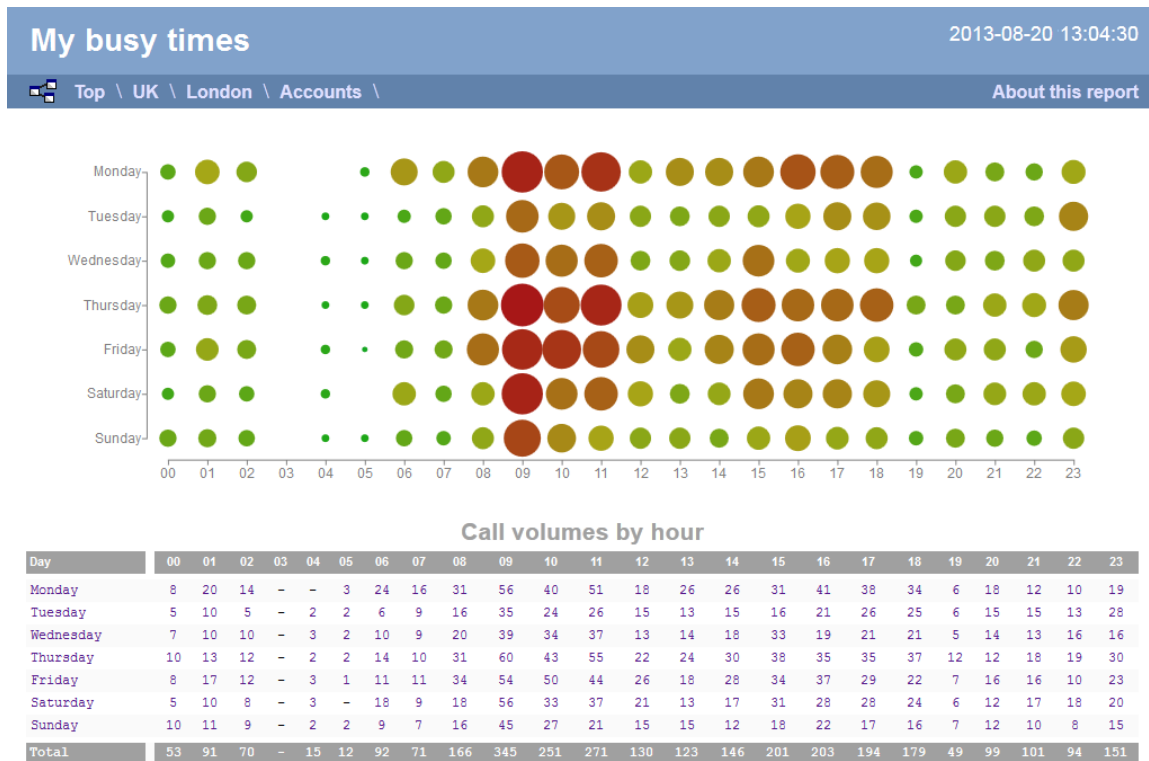 My busy times 2013-08-20 13:04:30
Top \ UK \ London \ Accounts \ About this report
Monday
Tuesday
Wednesday
Thursday
Friday
Saturday
Sunday
00 01 02 03 04 05 06 07 08 09 10 11 12 13 14 15 16 17 18 19 20 21 22 23
Call volumes by hour
Day 00 01 02 03 04 05 06 07 08 09 10 11 12 13 14 15 16 17 18 19 20 21 22 23
Monday 8 20 14 - - 3 24 16 31 56 40 51 18 26 26 31 41 38 34 6 18 12 10 19
Tuesday 5 10 5 - 2 2 6 9 16 35 24 26 15 13 15 16 21 26 25 6 15 15 13 28
Wednesday 7 10 10 - 3 2 10 9 20 39 34 37 13 14 18 33 19 21 21 5 14 13 16 16
Thursday 10 13 12 - 2 2 14 10 31 60 43 55 22 24 30 38 35 35 37 12 12 18 19 30
Friday 8 17 12 - 3 1 11 11 34 54 50 44 26 18 28 34 37 29 22 7 16 16 10 23
Saturday 5 10 8 - 3 - 18 9 18 56 33 37 21 13 17 31 28 28 24 6 12 17 18 20
Sunday 10 11 9 - 2 2 9 7 16 45 27 21 15 15 12 18 22 17 16 7 12 10 8 15
Total 53 91 70 - 15 12 92 71 166 345 251 271 130 123 146 201 203 194 179 49 99 101 94 151